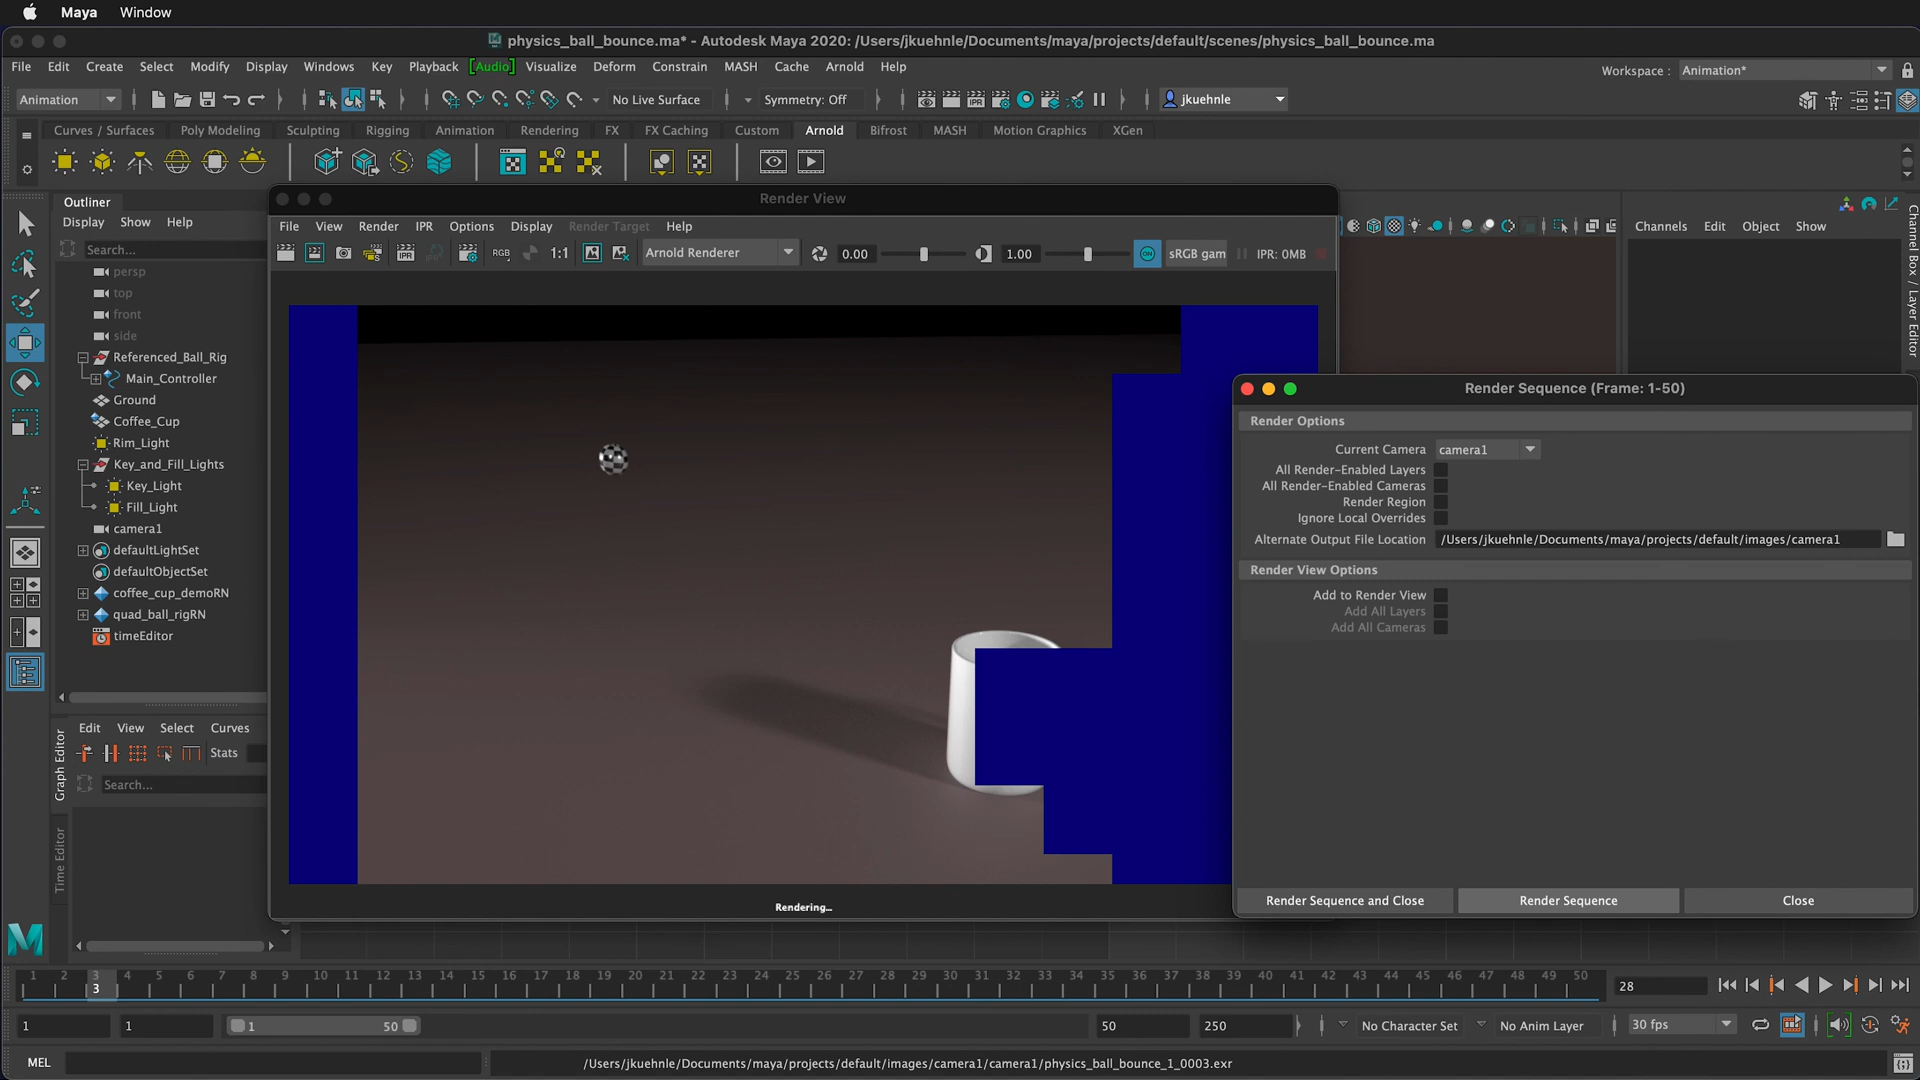 Maya Window
physics_ball_bounce.ma* - Autodesk Maya 2020: /Users/jkuehnle/Documents/maya/projects/default/scenes/physics_ball_bounce.ma
File Edit Create Select Modify Display Windows Key Playback [Audio] Visualize Deform Constrain MASH Cache Arnold Help
Workspace : Animation*
Animation No Live Surface Symmetry: Off jkuehnle
Curves / Surfaces Poly Modeling Sculpting Rigging Animation Rendering FX FX Caching Custom Arnold Bifrost MASH Motion Graphics XGen
Outliner
Display Show Help
Search...
persp
top
front
side
Referenced_Ball_Rig
Main_Controller
Ground
Coffee_Cup
Rim_Light
Key_and_Fill_Lights
Key_Light
Fill_Light
camera1
defaultLightSet
defaultObjectSet
coffee_cup_demoRN
quad_ball_rigRN
timeEditor
Render View
File View Render IPR Options Display Render Target Help
IPR RGB 1:1 Arnold Renderer 0.00 1.00 ON sRGB gam IPR: 0MB
Rendering...
Channels Edit Object Show
Channel Box / Layer Editor
Render Sequence (Frame: 1-50)
Render Options
Current Camera camera1
All Render-Enabled Layers
All Render-Enabled Cameras
Render Region
Ignore Local Overrides
Alternate Output File Location /Users/jkuehnle/Documents/maya/projects/default/images/camera1
Render View Options
Add to Render View
Add All Layers
Add All Cameras
Render Sequence and Close Render Sequence Close
Edit View Select Curves
Stats
Search...
Graph Editor
Time Editor
1 2 3 4 5 6 7 8 9 10 11 12 13 14 15 16 17 18 19 20 21 22 23 24 25 26 27 28 29 30 31 32 33 34 35 36 37 38 39 40 41 42 43 44 45 46 47 48 49 50
3
28
1 1 1 50 50 250 No Character Set No Anim Layer 30 fps
MEL /Users/jkuehnle/Documents/maya/projects/default/images/camera1/camera1/physics_ball_bounce_1_0003.exr